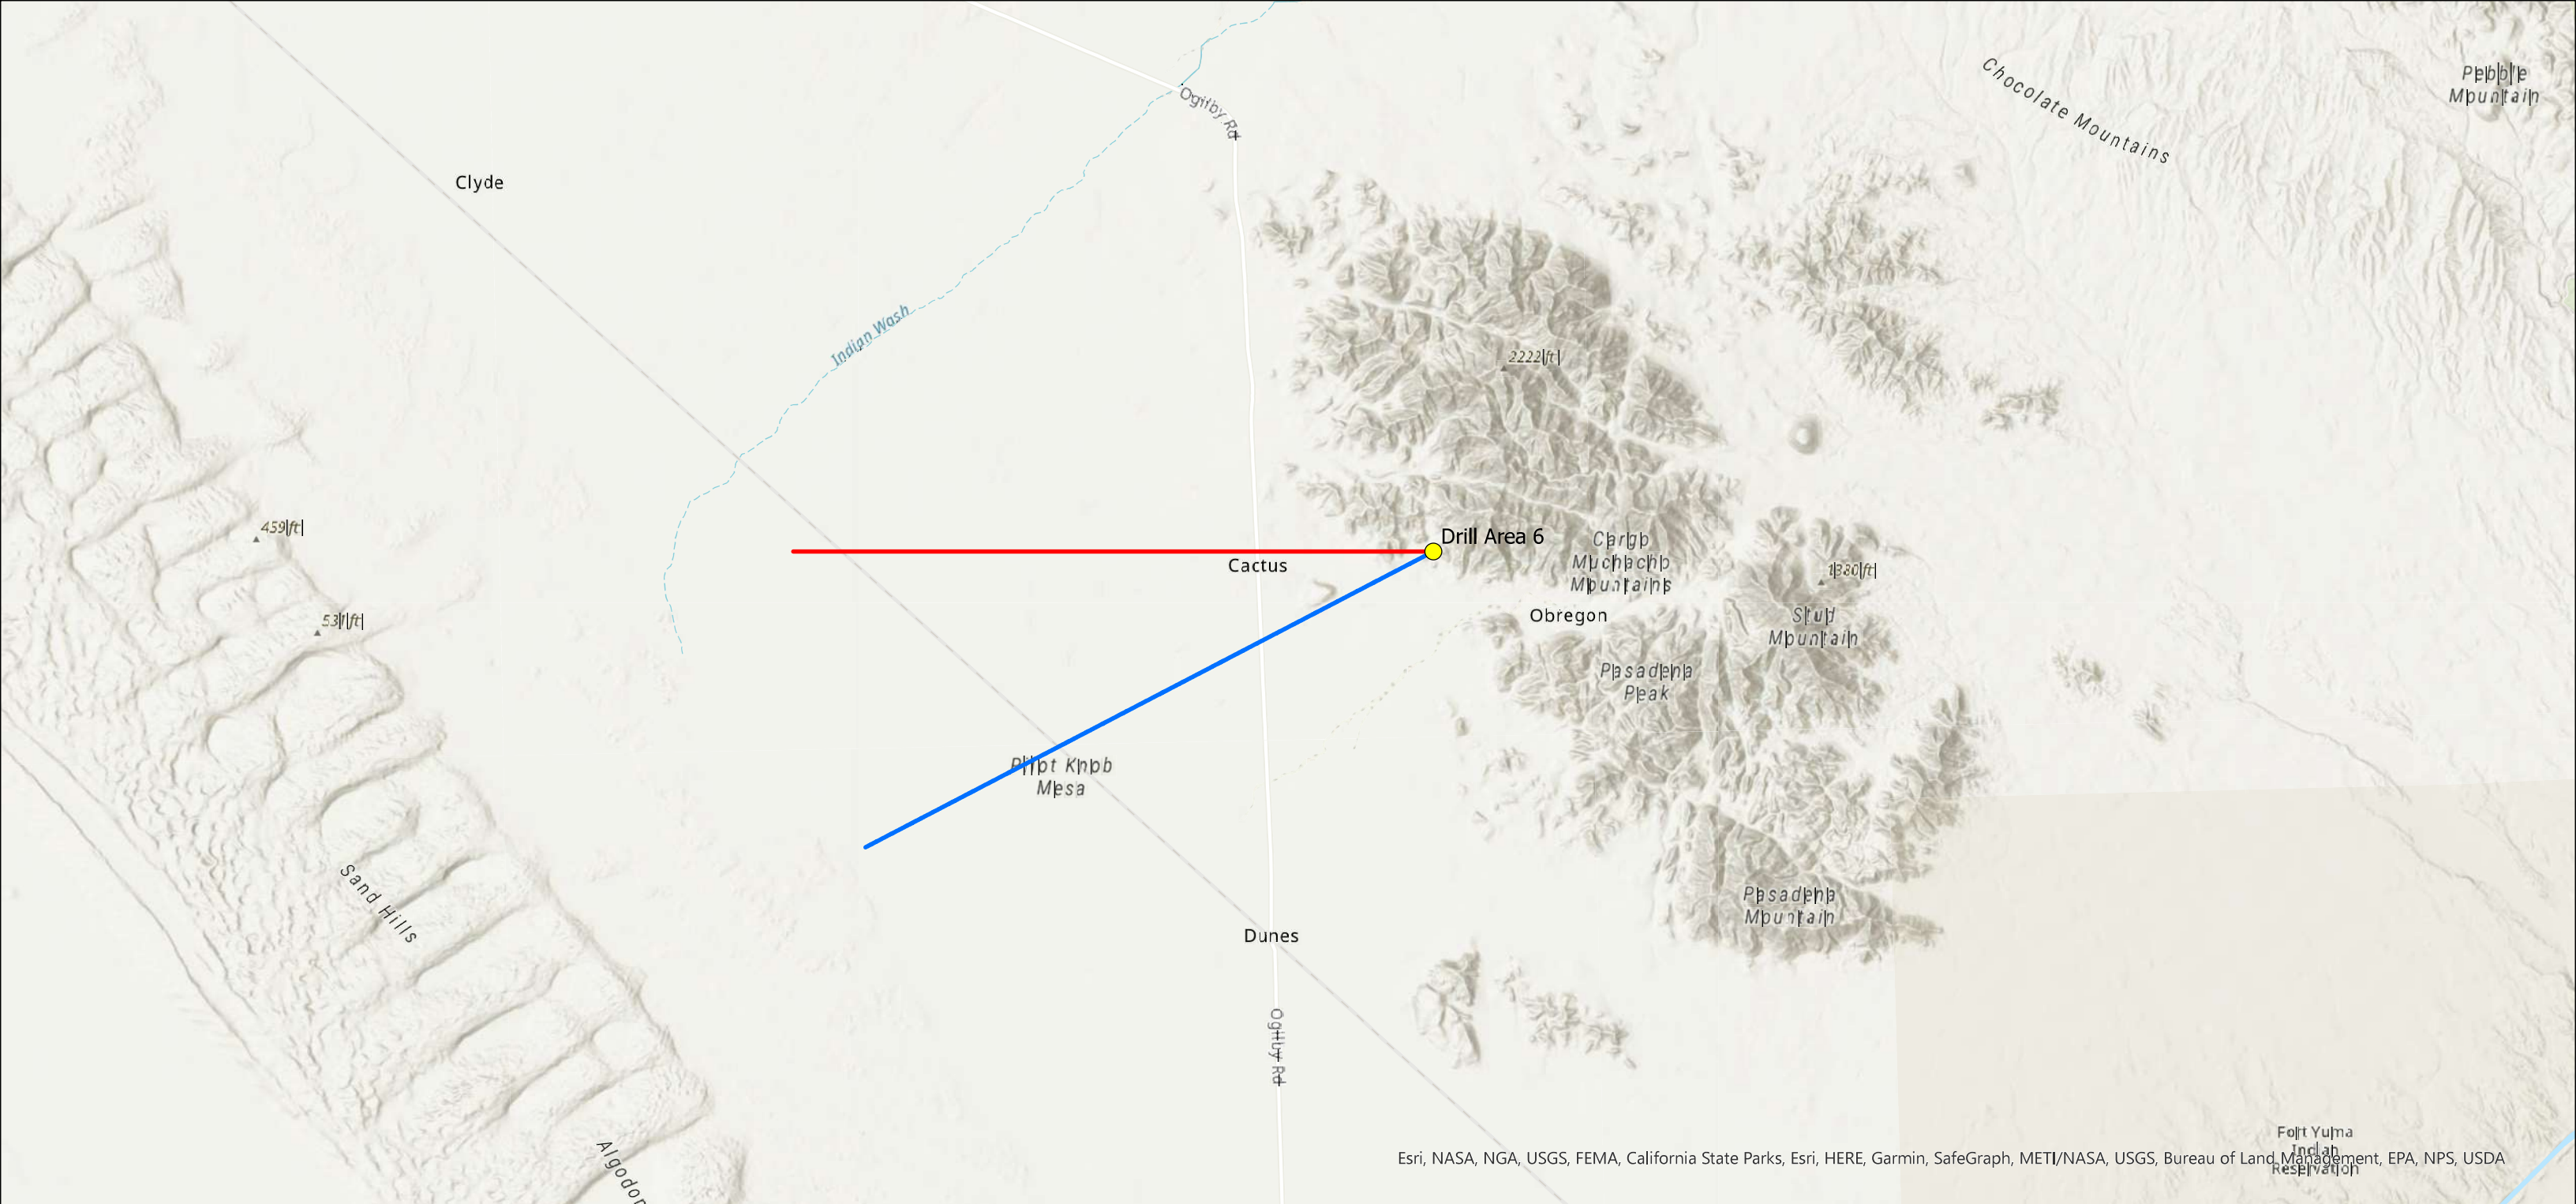 Chocolate Mountains
Pebble
Mountain
Ogilby Rd
Clyde
Indian Wash
2222 ft
459 ft
Drill Area 6
Cargo
Muchacho
Mountains
Cactus
1380 ft
531 ft
Obregon
Stud
Mountain
Pasadena
Peak
Pilot Knob
Mesa
Sand Hills
Pasadena
Mountain
Dunes
Ogilby Rd
Algodon
Fort Yuma
Indian
Reservation
Esri, NASA, NGA, USGS, FEMA, California State Parks, Esri, HERE, Garmin, SafeGraph, METI/NASA, USGS, Bureau of Land Management, EPA, NPS, USDA